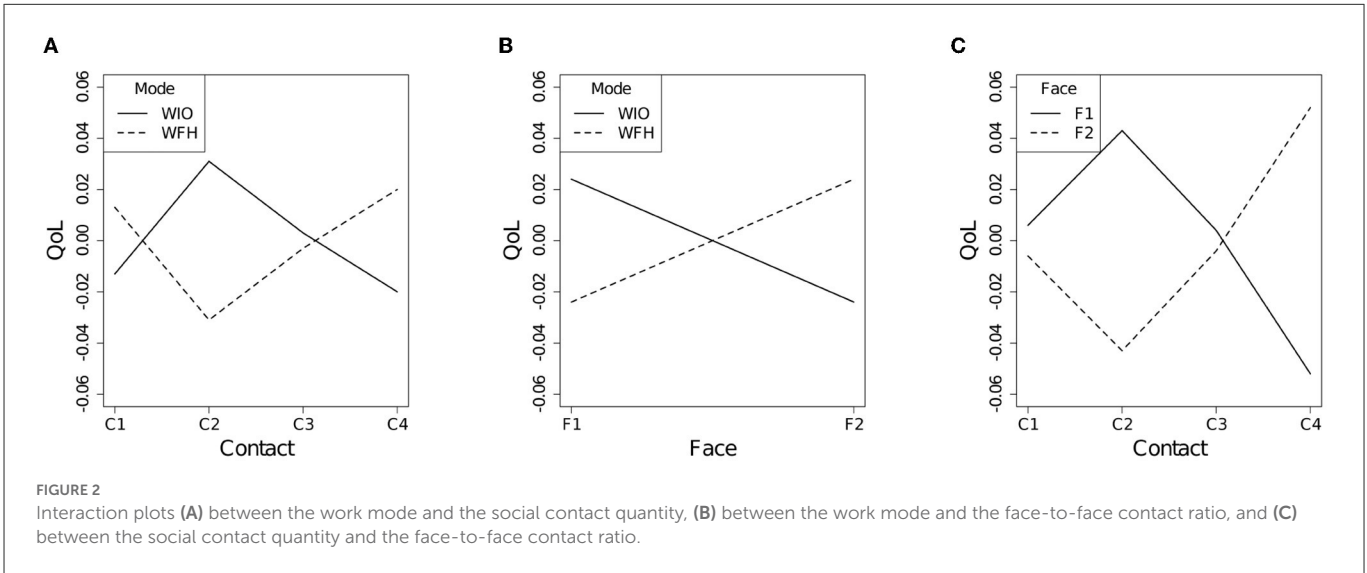 A
Mode
WIO
WFH
QoL
0.06
0.04
0.02
0.00
-0.02
-0.04
-0.06
C1 C2 C3 C4
Contact
B
Mode
WIO
WFH
QoL
0.06
0.04
0.02
0.00
-0.02
-0.04
-0.06
F1 F2
Face
C
Face
F1
F2
QoL
0.06
0.04
0.02
0.00
-0.02
-0.04
-0.06
C1 C2 C3 C4
Contact
FIGURE 2
Interaction plots (A) between the work mode and the social contact quantity, (B) between the work mode and the face-to-face contact ratio, and (C)
between the social contact quantity and the face-to-face contact ratio.